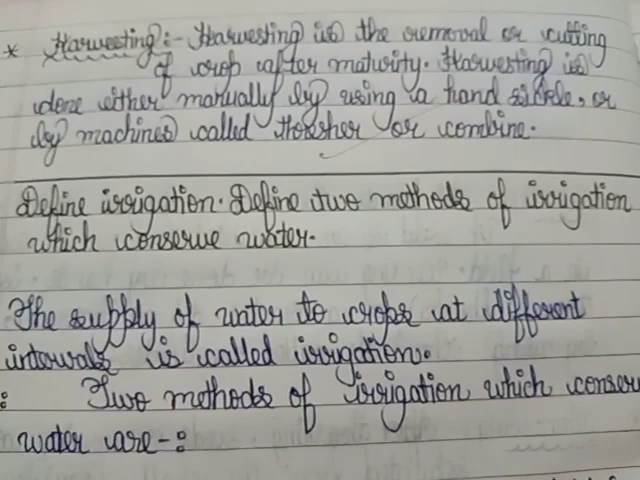 * Harvesting :- Harvesting is the removal or cutting
of crop after maturity. Harvesting is
done either manually by using a hand sickle, or
by machines called thresher or combine.
Define irrigation. Define two methods of irrigation
which conserve water.
The supply of water to crops at different
intervals is called irrigation.
: Two methods of irrigation which conser
water are -: